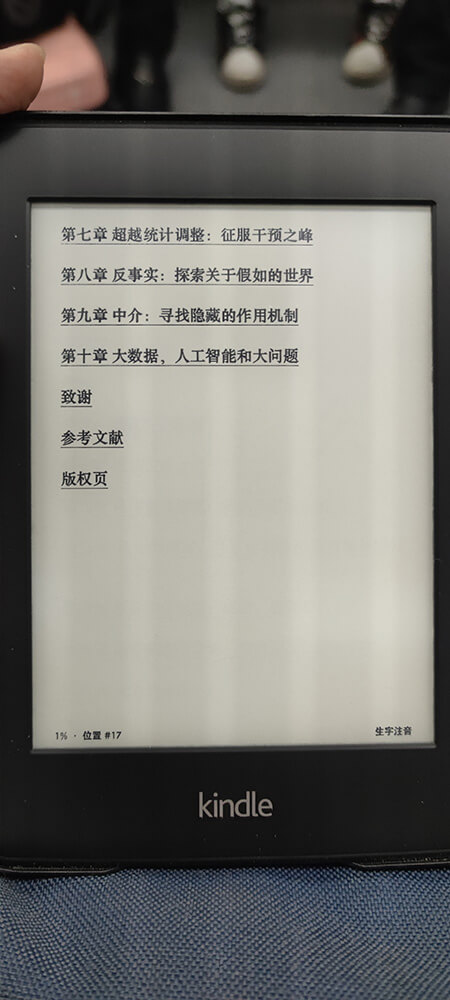 第七章 超越统计调整：征服干预之峰
第八章 反事实：探索关于假如的世界
第九章 中介：寻找隐藏的作用机制
第十章 大数据，人工智能和大问题
致谢
参考文献
版权页
1% · 位置 #17
生字注音
kindle